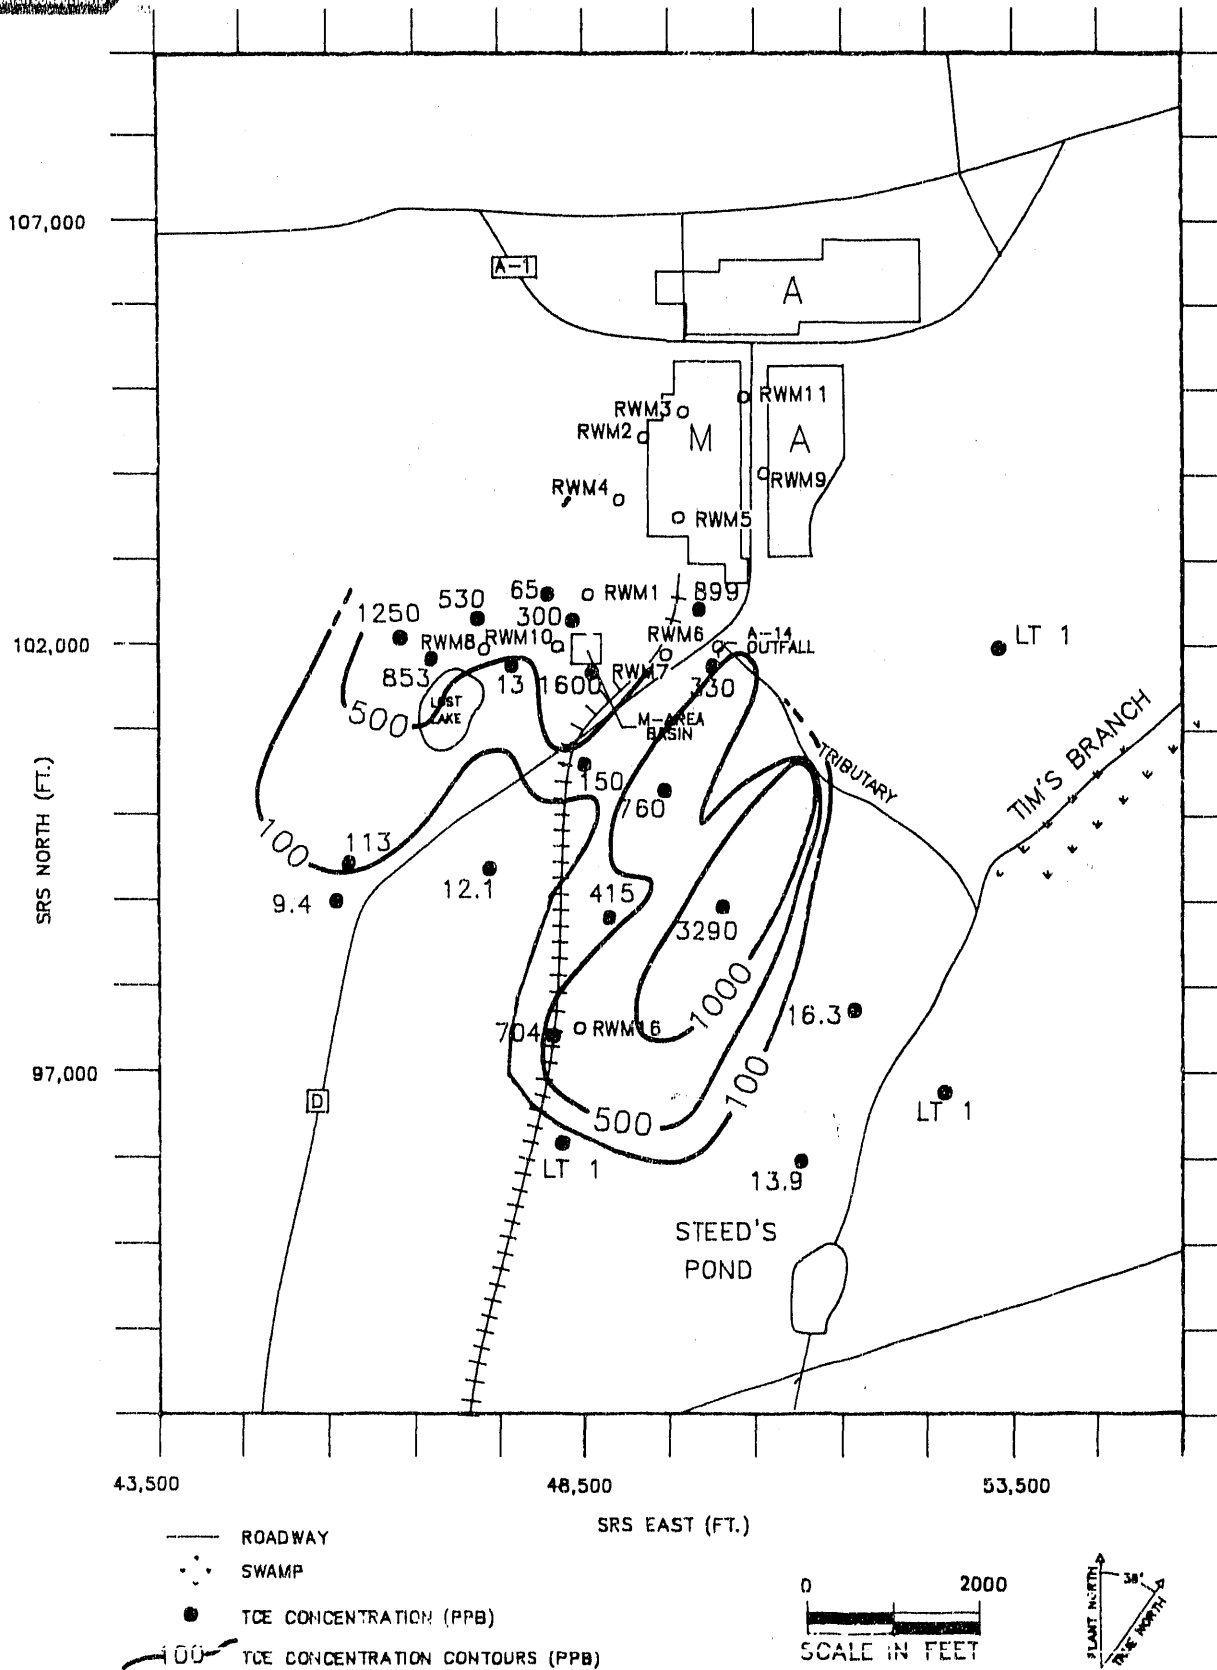 107,000
A-1
A
RWM3
RWM11
RWM2
M
A
RWM9
RWM4
RWM5
65
RWM1
899
530
300
1250
102,000
RWM8
RWM10
RWM6
A-14
OUTFALL
LT 1
853
13
1600
RWM7
330
LOST
LAKE
500
M-AREA
BASIN
TIM'S BRANCH
TRIBUTARY
150
760
SRS NORTH (FT.)
100
113
12.1
415
9.4
3290
1000
16.3
704
RWM16
97,000
D
100
500
LT 1
LT 1
13.9
STEED'S
POND
43,500
48,500
53,500
SRS EAST (FT.)
ROADWAY
SWAMP
TCE CONCENTRATION (PPB)
100
TCE CONCENTRATION CONTOURS (PPB)
0
2000
SCALE IN FEET
PLANT NORTH
38°
TRUE NORTH